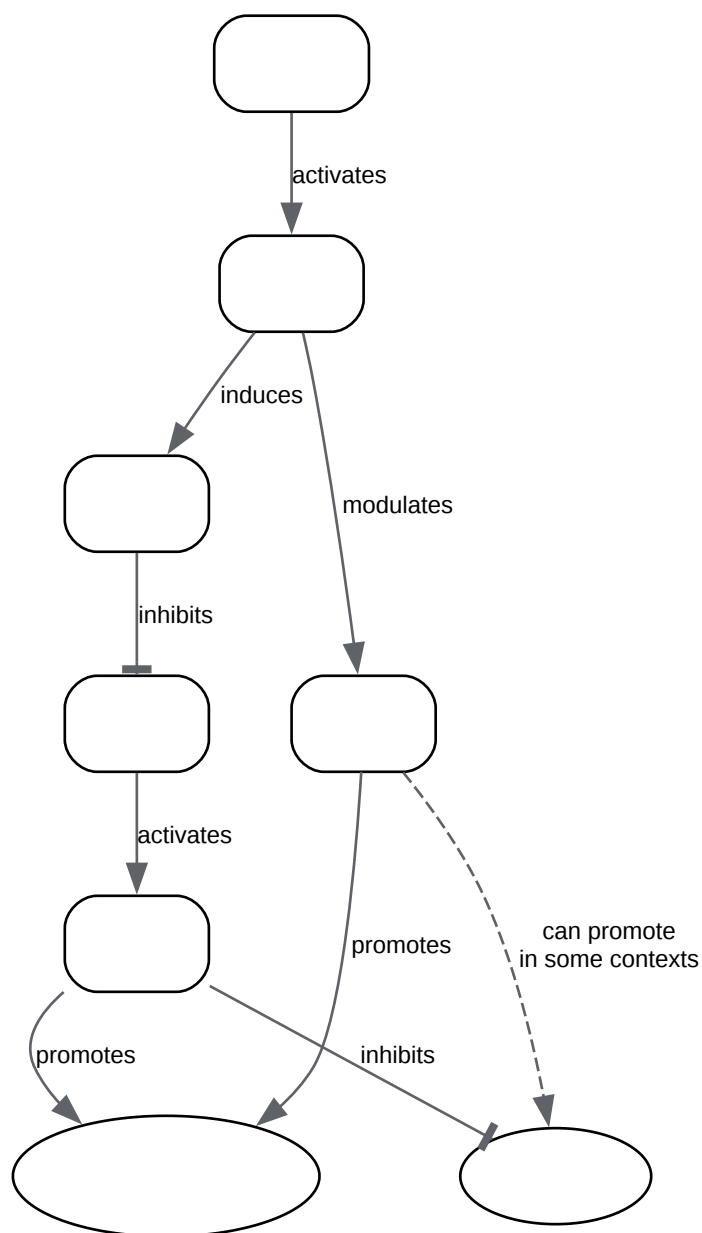 activates
induces
modulates
inhibits
activates
can promote
in some contexts
promotes
promotes
inhibits